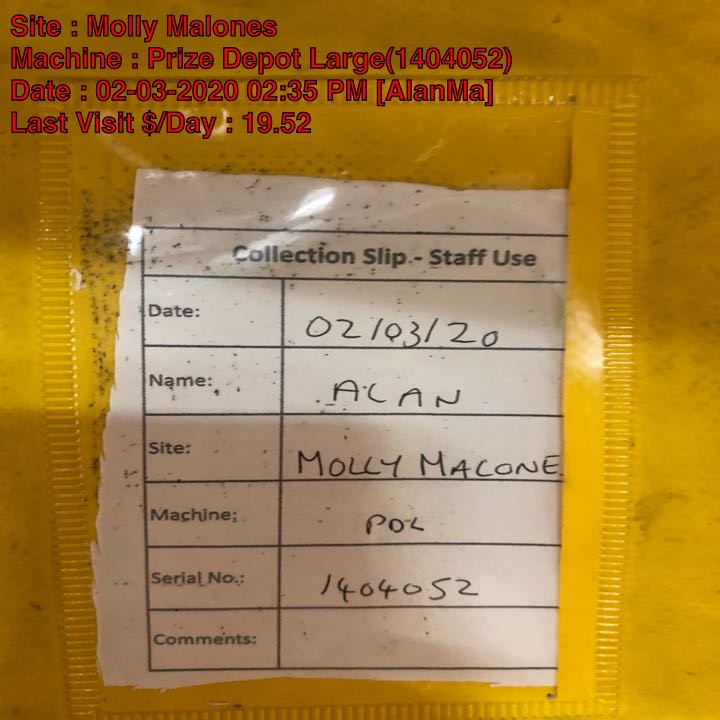 Site : Molly Malones
Machine : Prize Depot Large(1404052)
Date : 02-03-2020 02:35 PM [AlanMa]
Last Visit $/Day : 19.52
Collection Slip - Staff Use
Date: 02/03/20
Name: ALAN
Site: MOLLY MALONE
Machine: PDL
Serial No.: 1404052
Comments: